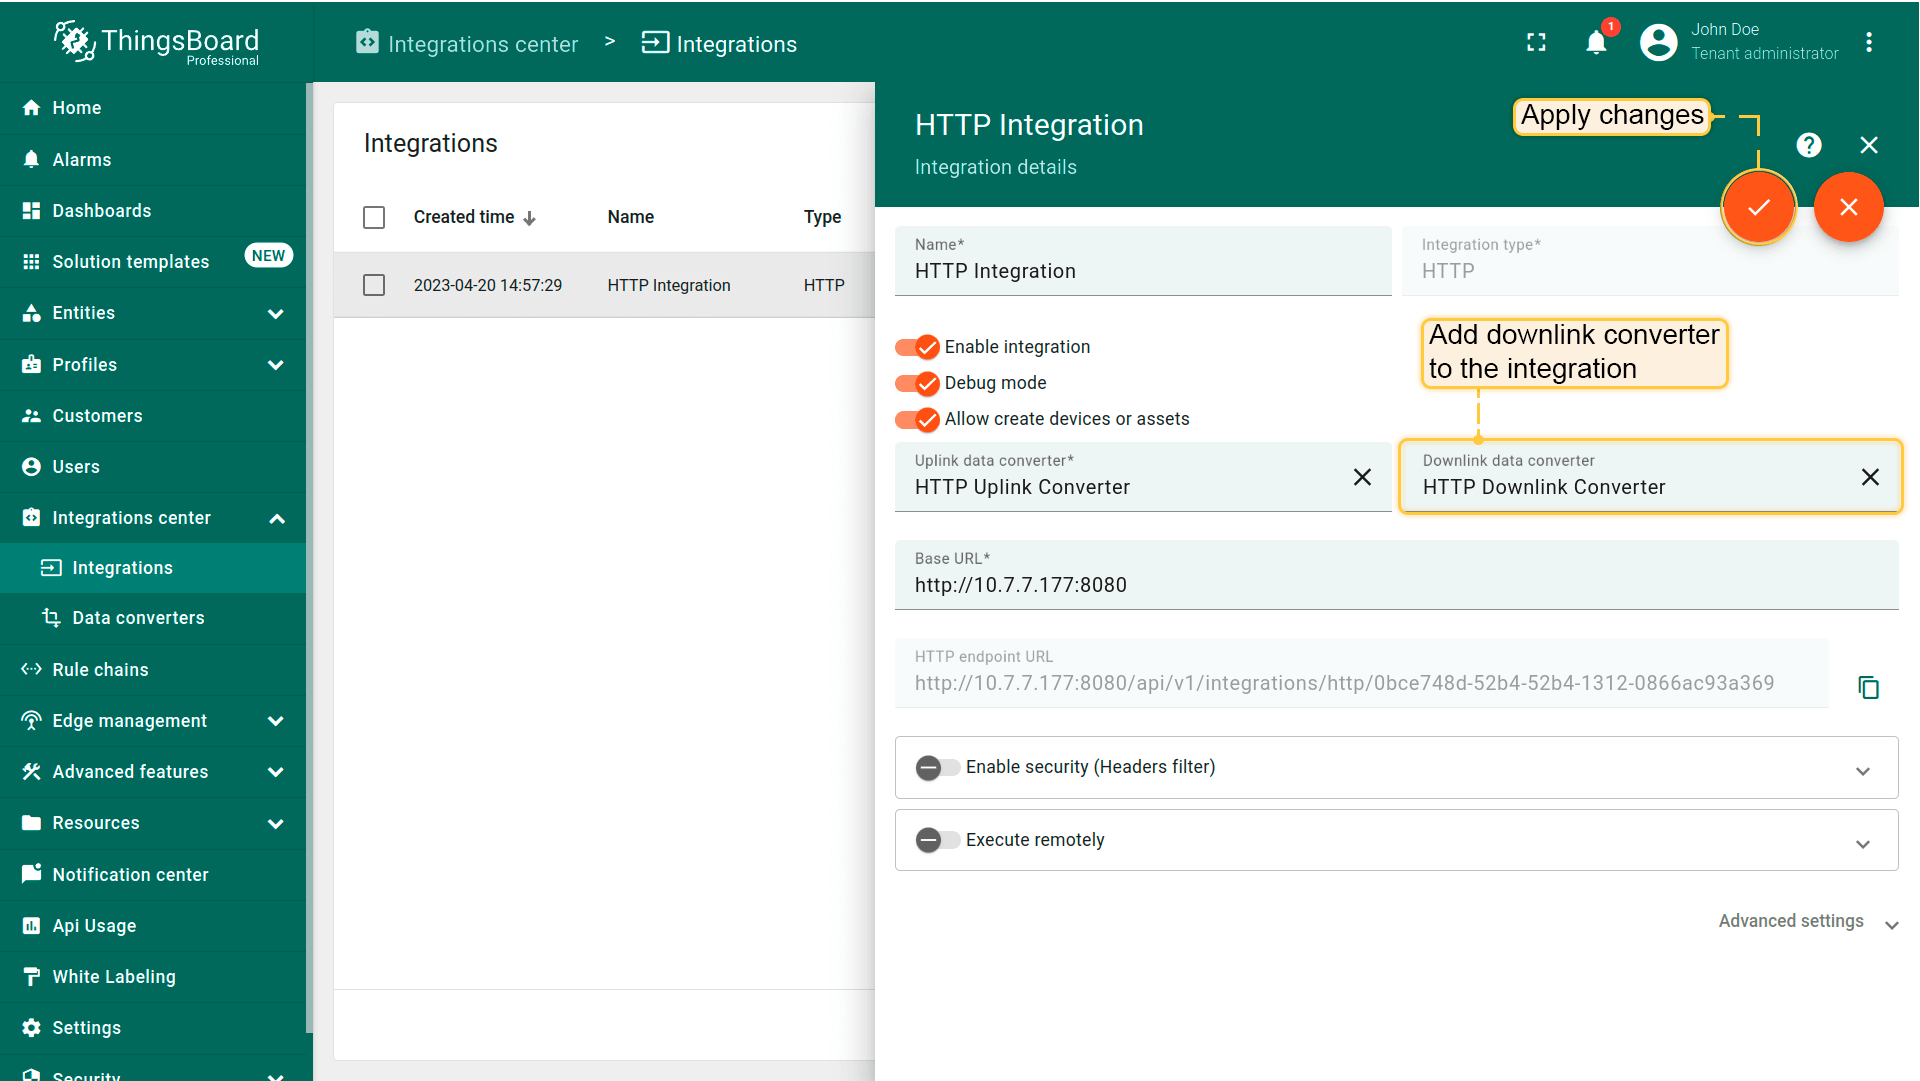 ThingsBoard
Professional
Integrations center > Integrations
1
John Doe
Tenant administrator
Home
Alarms
Dashboards
Solution templates NEW
Entities
Profiles
Customers
Users
Integrations center
Integrations
Data converters
Rule chains
Edge management
Advanced features
Resources
Notification center
Api Usage
White Labeling
Settings
Security
Integrations
Created time Name Type
2023-04-20 14:57:29 HTTP Integration HTTP
HTTP Integration
Integration details
Apply changes
?
Name*
HTTP Integration
Integration type*
HTTP
Enable integration
Debug mode
Allow create devices or assets
Add downlink converter
to the integration
Uplink data converter*
HTTP Uplink Converter
Downlink data converter
HTTP Downlink Converter
Base URL*
http://10.7.7.177:8080
HTTP endpoint URL
http://10.7.7.177:8080/api/v1/integrations/http/0bce748d-52b4-52b4-1312-0866ac93a369
Enable security (Headers filter)
Execute remotely
Advanced settings